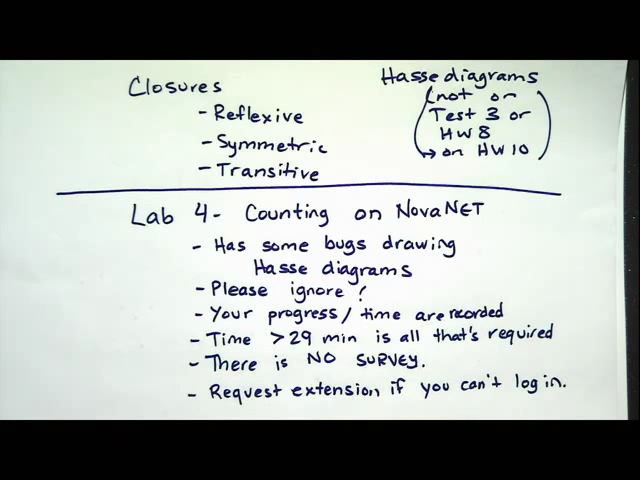 Closures
- Reflexive
- Symmetric
- Transitive
Hasse diagrams
(not on
Test 3 or
HW 8
→ on HW 10)
Lab 4 - Counting on NovaNET
- Has some bugs drawing
Hasse diagrams
- Please ignore!
- Your progress/time are recorded
- Time > 29 min is all that's required
- There is NO SURVEY.
- Request extension if you can't log in.